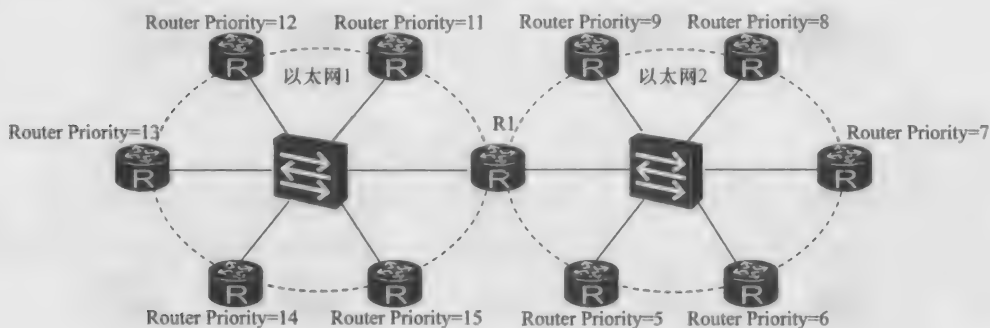 Router Priority=12
Router Priority=11
Router Priority=9
Router Priority=8
以太网1
以太网2
R
R
R
R
Router Priority=13
R1
Router Priority=7
R
R
R
R
R
R
R
Router Priority=14
Router Priority=15
Router Priority=5
Router Priority=6